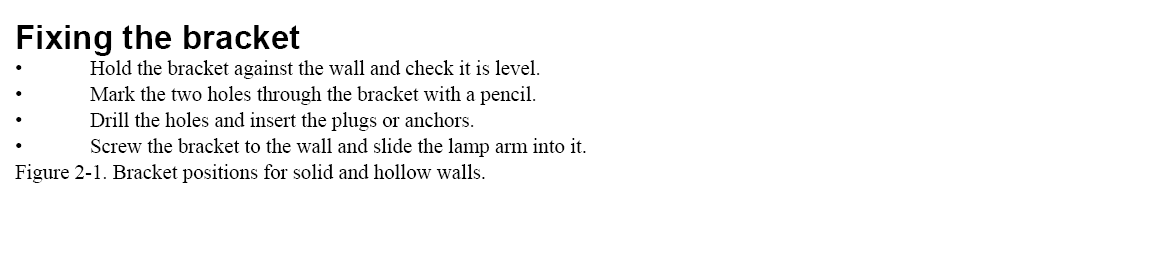 Fixing the bracket
• Hold the bracket against the wall and check it is level.
• Mark the two holes through the bracket with a pencil.
• Drill the holes and insert the plugs or anchors.
• Screw the bracket to the wall and slide the lamp arm into it.
Figure 2-1. Bracket positions for solid and hollow walls.